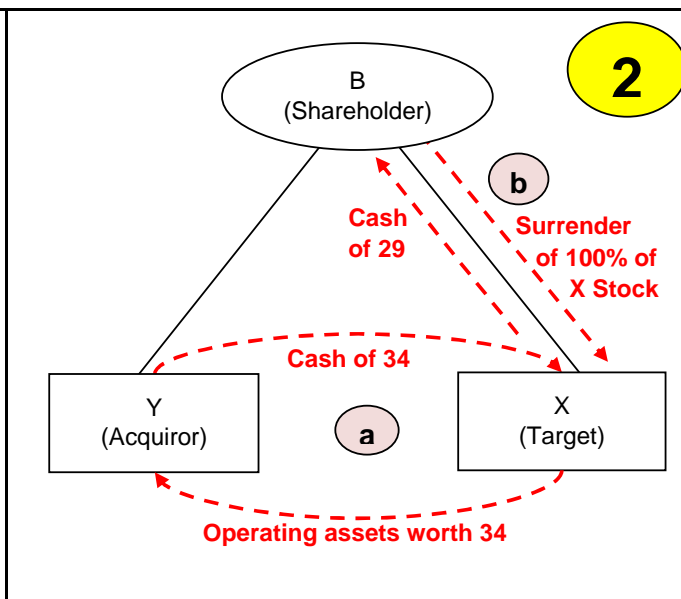 2
B
(Shareholder)
b
Cash
of 29
Surrender
of 100% of
X Stock
Cash of 34
Y
(Acquiror)
a
X
(Target)
Operating assets worth 34